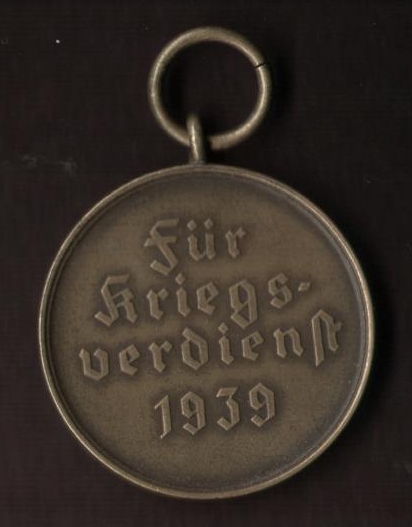 Für
Kriegs-
verdienst
1939